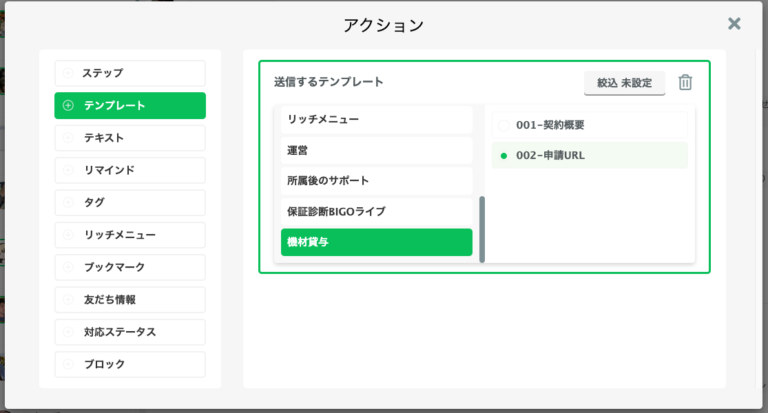 アクション
ステップ
テンプレート
テキスト
リマインド
タグ
リッチメニュー
ブックマーク
友だち情報
対応ステータス
ブロック
送信するテンプレート
絞込 未設定
リッチメニュー
運営
所属後のサポート
保証診断BIGOライブ
機材貸与
001-契約概要
002-申請URL